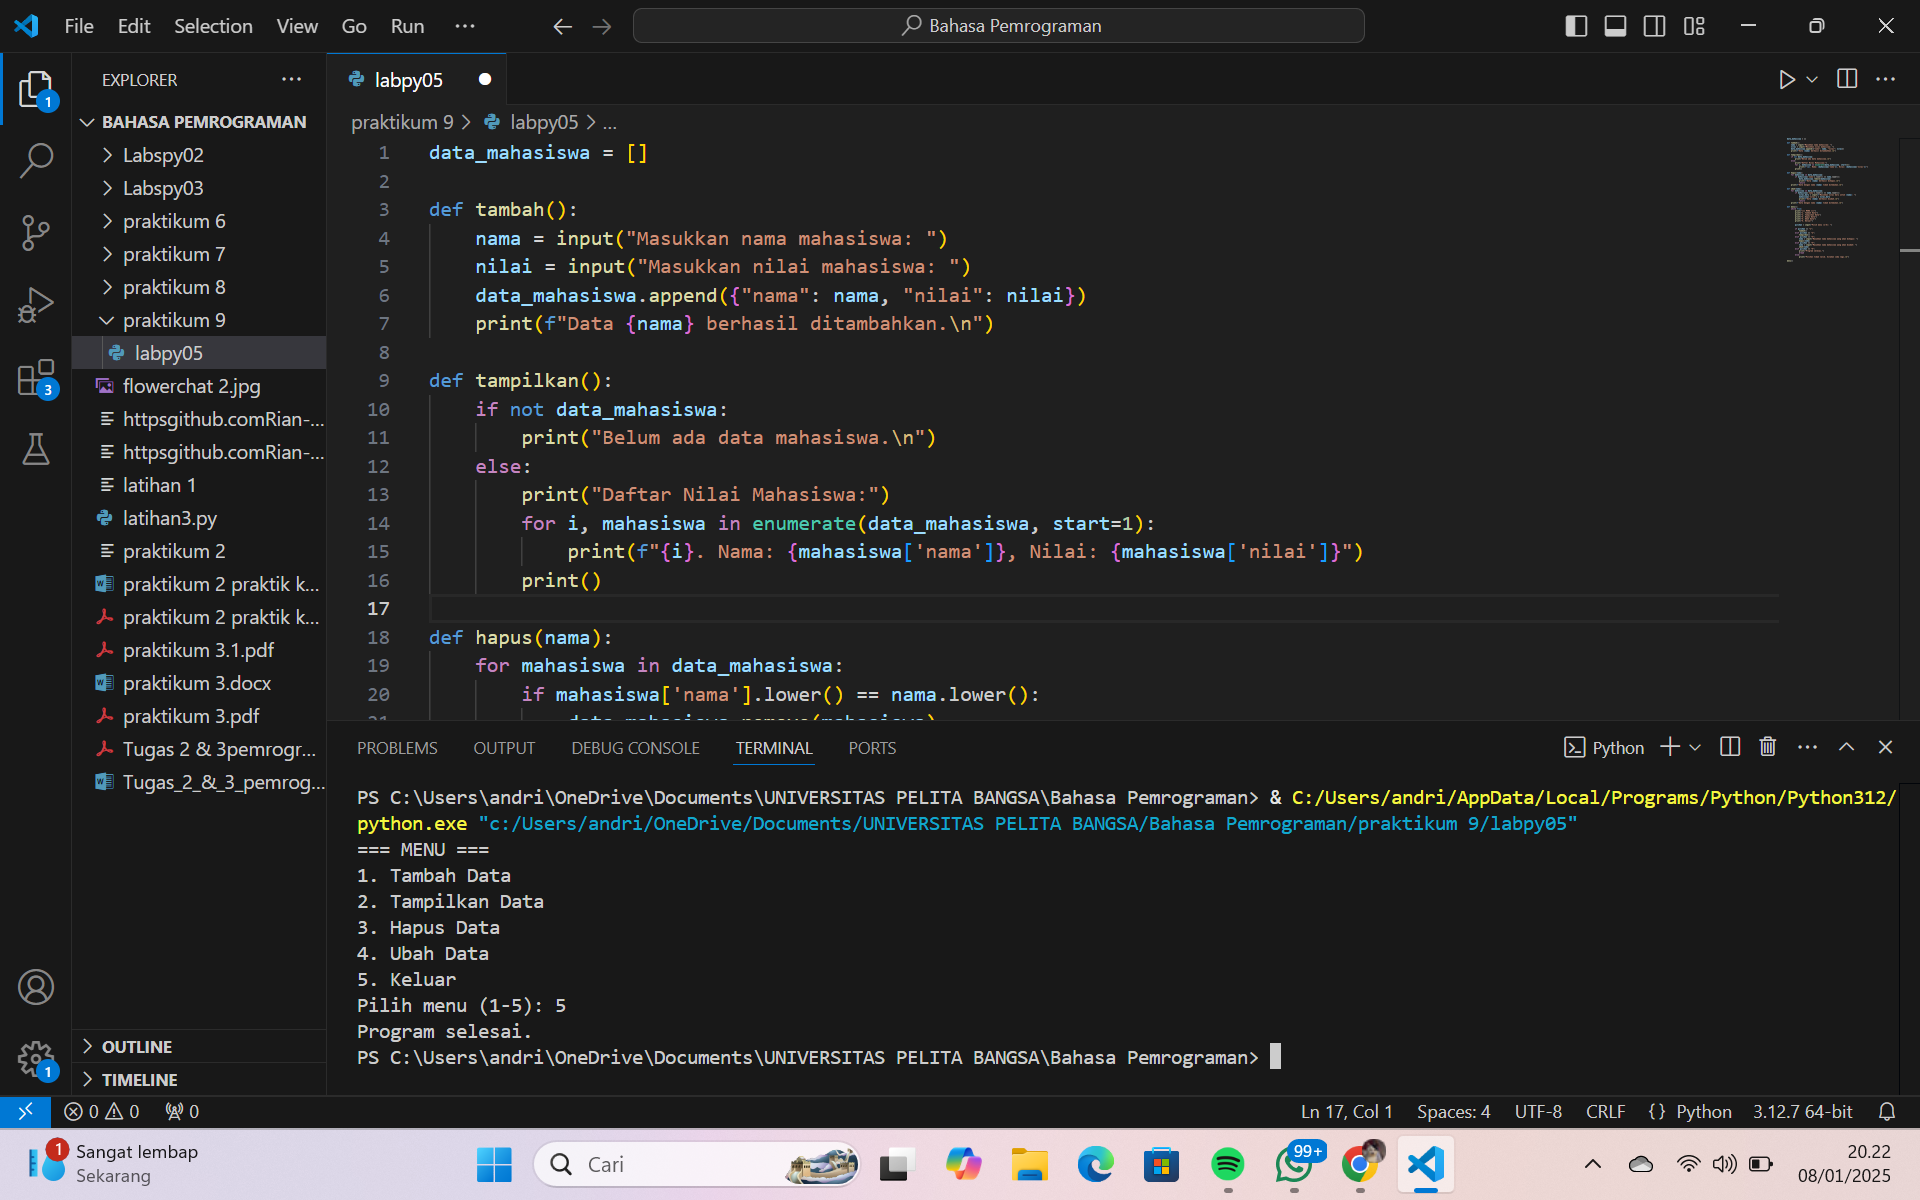 File Edit Selection View Go Run ···
Bahasa Pemrograman
EXPLORER
labpy05
praktikum 9 > labpy05 > ...
BAHASA PEMROGRAMAN
Labspy02
Labspy03
praktikum 6
praktikum 7
praktikum 8
praktikum 9
labpy05
flowerchat 2.jpg
httpsgithub.comRian-...
httpsgithub.comRian-...
latihan 1
latihan3.py
praktikum 2
praktikum 2 praktik k...
praktikum 2 praktik k...
praktikum 3.1.pdf
praktikum 3.docx
praktikum 3.pdf
Tugas 2 & 3pemrogr...
Tugas_2_&_3_pemrog...
OUTLINE
TIMELINE
1
3
1
1 data_mahasiswa = []
2
3 def tambah():
4 nama = input("Masukkan nama mahasiswa: ")
5 nilai = input("Masukkan nilai mahasiswa: ")
6 data_mahasiswa.append({"nama": nama, "nilai": nilai})
7 print(f"Data {nama} berhasil ditambahkan.\n")
8
9 def tampilkan():
10 if not data_mahasiswa:
11 print("Belum ada data mahasiswa.\n")
12 else:
13 print("Daftar Nilai Mahasiswa:")
14 for i, mahasiswa in enumerate(data_mahasiswa, start=1):
15 print(f"{i}. Nama: {mahasiswa['nama']}, Nilai: {mahasiswa['nilai']}")
16 print()
17
18 def hapus(nama):
19 for mahasiswa in data_mahasiswa:
20 if mahasiswa['nama'].lower() == nama.lower():
PROBLEMS OUTPUT DEBUG CONSOLE TERMINAL PORTS
Python
PS C:\Users\andri\OneDrive\Documents\UNIVERSITAS PELITA BANGSA\Bahasa Pemrograman> & C:/Users/andri/AppData/Local/Programs/Python/Python312/
python.exe "c:/Users/andri/OneDrive/Documents/UNIVERSITAS PELITA BANGSA/Bahasa Pemrograman/praktikum 9/labpy05"
=== MENU ===
1. Tambah Data
2. Tampilkan Data
3. Hapus Data
4. Ubah Data
5. Keluar
Pilih menu (1-5): 5
Program selesai.
PS C:\Users\andri\OneDrive\Documents\UNIVERSITAS PELITA BANGSA\Bahasa Pemrograman>
0 0 0
Ln 17, Col 1 Spaces: 4 UTF-8 CRLF {} Python 3.12.7 64-bit
1
Sangat lembap
Sekarang
Cari
99+
20.22
08/01/2025